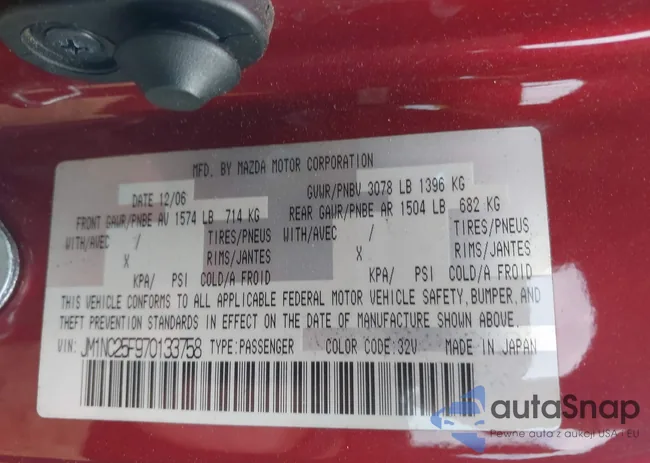 MFD. BY MAZDA MOTOR CORPORATION
DATE 12/06 GVWR/PNBV 3078 LB 1396 KG
FRONT GAWR/PNBE AV 1574 LB 714 KG REAR GAWR/PNBE AR 1504 LB 682 KG
WITH/AVEC / TIRES/PNEUS WITH/AVEC / TIRES/PNEUS
X RIMS/JANTES X RIMS/JANTES
KPA/ PSI COLD/A FROID KPA/ PSI COLD/A FROID
THIS VEHICLE CONFORMS TO ALL APPLICABLE FEDERAL MOTOR VEHICLE SAFETY, BUMPER, AND
THEFT PREVENTION STANDARDS IN EFFECT ON THE DATE OF MANUFACTURE SHOWN ABOVE.
VIN: JM1NC25F970133758 TYPE:PASSENGER COLOR CODE:32V MADE IN JAPAN
autaSnap
Pewne auta z aukcji USA i EU